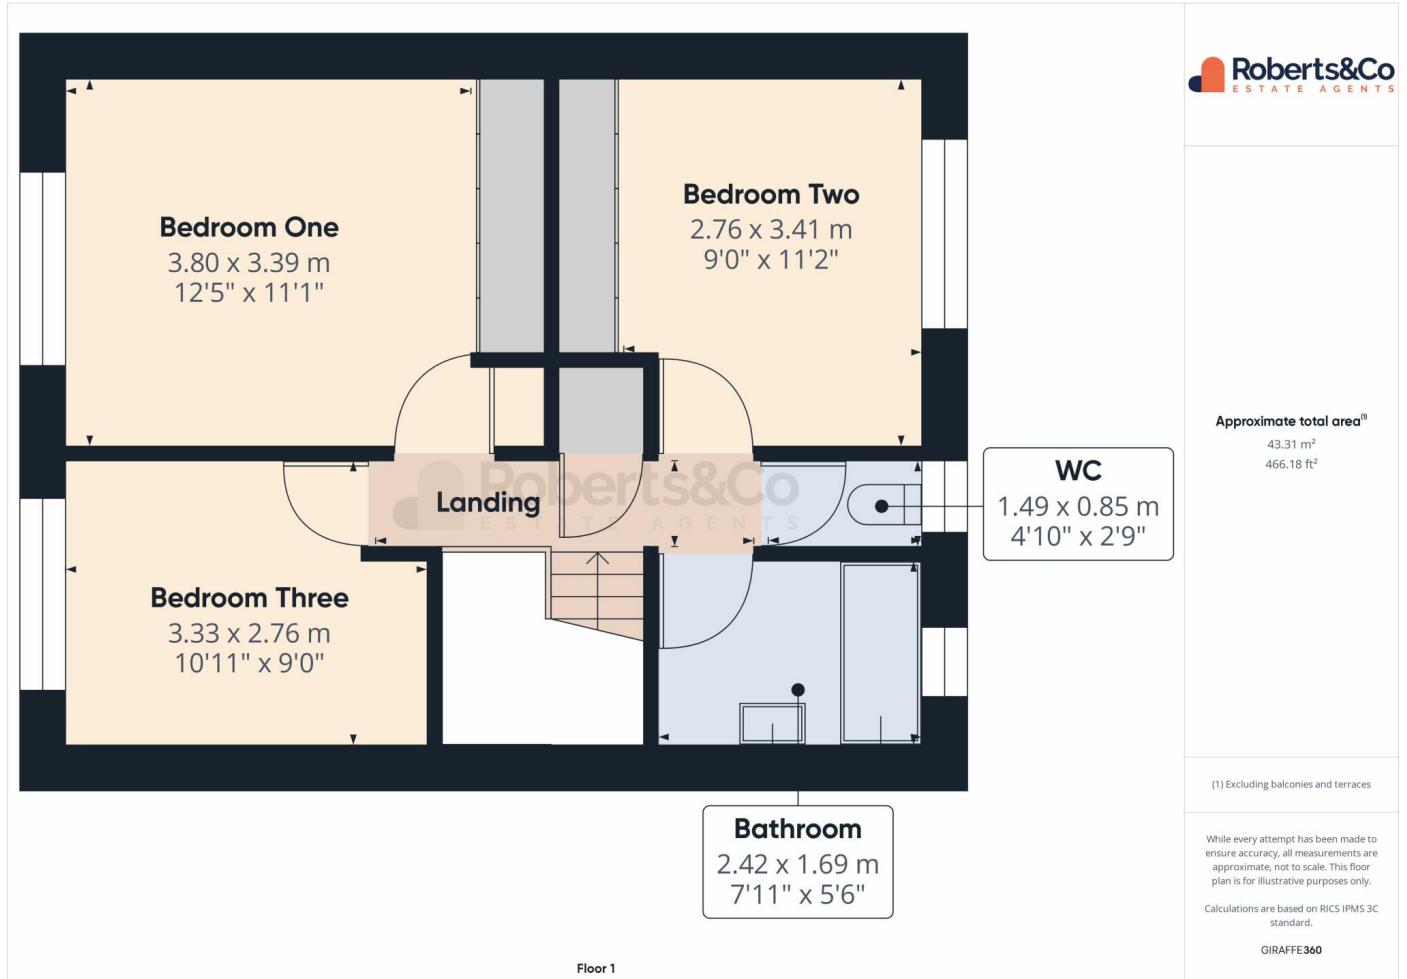 Roberts&Co
ESTATE AGENTS
Bedroom One
3.80 x 3.39 m
12'5" x 11'1"
Bedroom Two
2.76 x 3.41 m
9'0" x 11'2"
Roberts&Co
ESTATE AGENTS
Landing
WC
1.49 x 0.85 m
4'10" x 2'9"
Bedroom Three
3.33 x 2.76 m
10'11" x 9'0"
Bathroom
2.42 x 1.69 m
7'11" x 5'6"
Floor 1
Approximate total area(1)
43.31 m²
466.18 ft²
(1) Excluding balconies and terraces
While every attempt has been made to
ensure accuracy, all measurements are
approximate, not to scale. This floor
plan is for illustrative purposes only.
Calculations are based on RICS IPMS 3C
standard.
GIRAFFE360